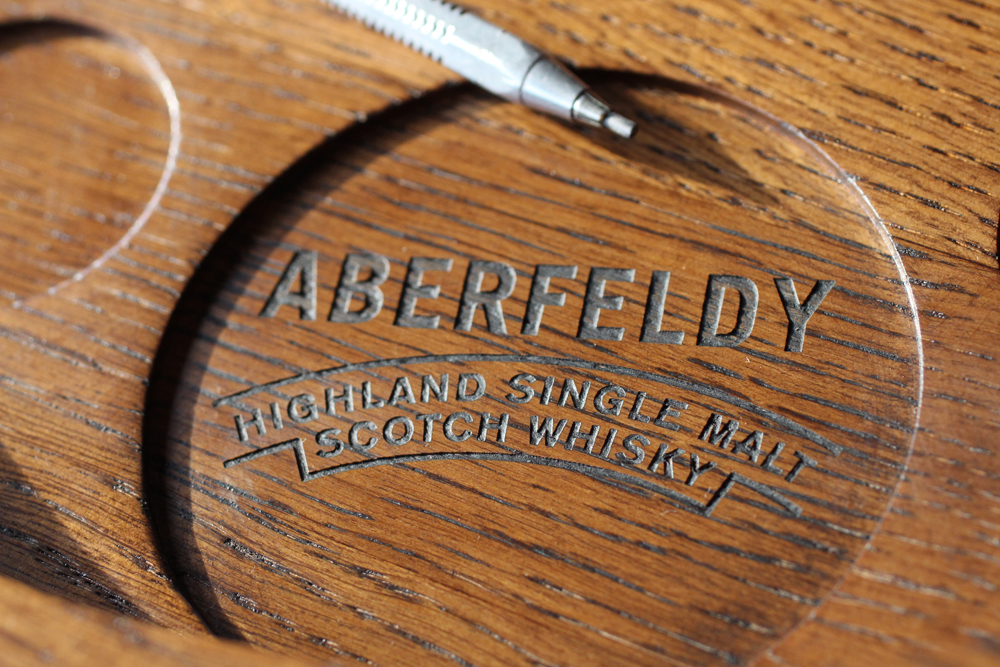 ABERFELDY
HIGHLAND SINGLE MALT
SCOTCH WHISKY